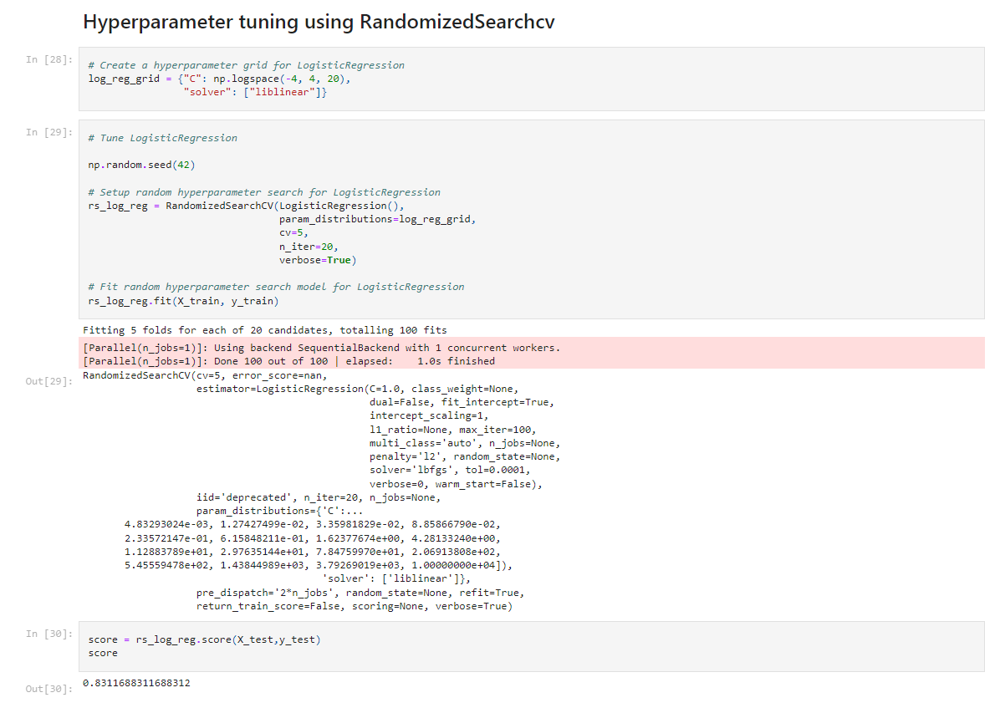 Hyperparameter tuning using RandomizedSearchcv
In [28]:
# Create a hyperparameter grid for LogisticRegression
log_reg_grid = {"C": np.logspace(-4, 4, 20),
                "solver": ["liblinear"]}
In [29]:
# Tune LogisticRegression
np.random.seed(42)
# Setup random hyperparameter search for LogisticRegression
rs_log_reg = RandomizedSearchCV(LogisticRegression(),
                                param_distributions=log_reg_grid,
                                cv=5,
                                n_iter=20,
                                verbose=True)
# Fit random hyperparameter search model for LogisticRegression
rs_log_reg.fit(X_train, y_train)
Fitting 5 folds for each of 20 candidates, totalling 100 fits
[Parallel(n_jobs=1)]: Using backend SequentialBackend with 1 concurrent workers.
[Parallel(n_jobs=1)]: Done 100 out of 100 | elapsed:    1.0s finished
Out[29]:
RandomizedSearchCV(cv=5, error_score=nan,
                   estimator=LogisticRegression(C=1.0, class_weight=None,
                                                dual=False, fit_intercept=True,
                                                intercept_scaling=1,
                                                l1_ratio=None, max_iter=100,
                                                multi_class='auto', n_jobs=None,
                                                penalty='l2', random_state=None,
                                                solver='lbfgs', tol=0.0001,
                                                verbose=0, warm_start=False),
                   iid='deprecated', n_iter=20, n_jobs=None,
                   param_distributions={'C':...
       4.83293024e-03, 1.27427499e-02, 3.35981829e-02, 8.85866790e-02,
       2.33572147e-01, 6.15848211e-01, 1.62377674e+00, 4.28133240e+00,
       1.12883789e+01, 2.97635144e+01, 7.84759970e+01, 2.06913808e+02,
       5.45559478e+02, 1.43844989e+03, 3.79269019e+03, 1.00000000e+04]),
                                        'solver': ['liblinear']},
                   pre_dispatch='2*n_jobs', random_state=None, refit=True,
                   return_train_score=False, scoring=None, verbose=True)
In [30]:
score = rs_log_reg.score(X_test,y_test)
score
Out[30]:
0.8311688311688312